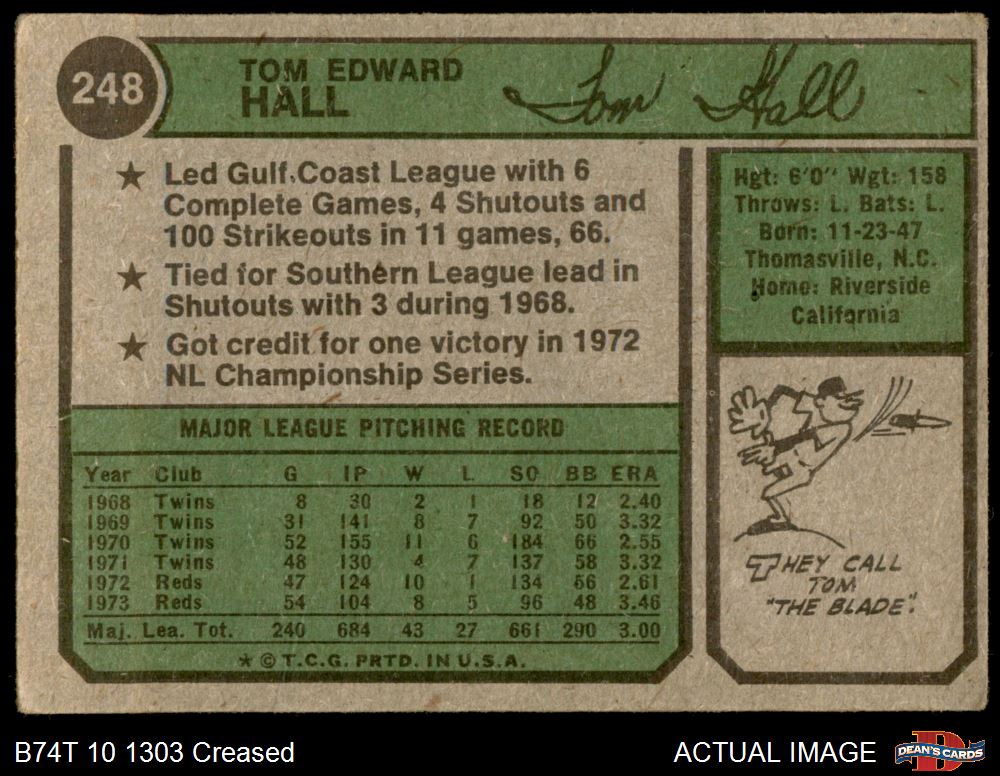 248
TOM EDWARD
HALL
Tom Hall
★ Led Gulf Coast League with 6
Complete Games, 4 Shutouts and
100 Strikeouts in 11 games, 66.
★ Tied for Southern League lead in
Shutouts with 3 during 1968.
★ Got credit for one victory in 1972
NL Championship Series.
Hgt: 6'0" Wgt: 158
Throws: L. Bats: L.
Born: 11-23-47
Thomasville, N.C.
Home: Riverside
California
MAJOR LEAGUE PITCHING RECORD
Year Club G IP W L SO BB ERA
1968 Twins 8 30 2 1 18 12 2.40
1969 Twins 31 141 8 7 92 50 3.32
1970 Twins 52 155 11 6 184 66 2.55
1971 Twins 48 130 4 7 137 58 3.32
1972 Reds 47 124 10 1 134 56 2.61
1973 Reds 54 104 8 5 96 48 3.46
Maj. Lea. Tot. 240 684 43 27 661 290 3.00
★ © T.C.G. PRTD. IN U.S.A.
THEY CALL
TOM
"THE BLADE".
B74T 10 1303 Creased
ACTUAL IMAGE
D
DEAN'S CARDS